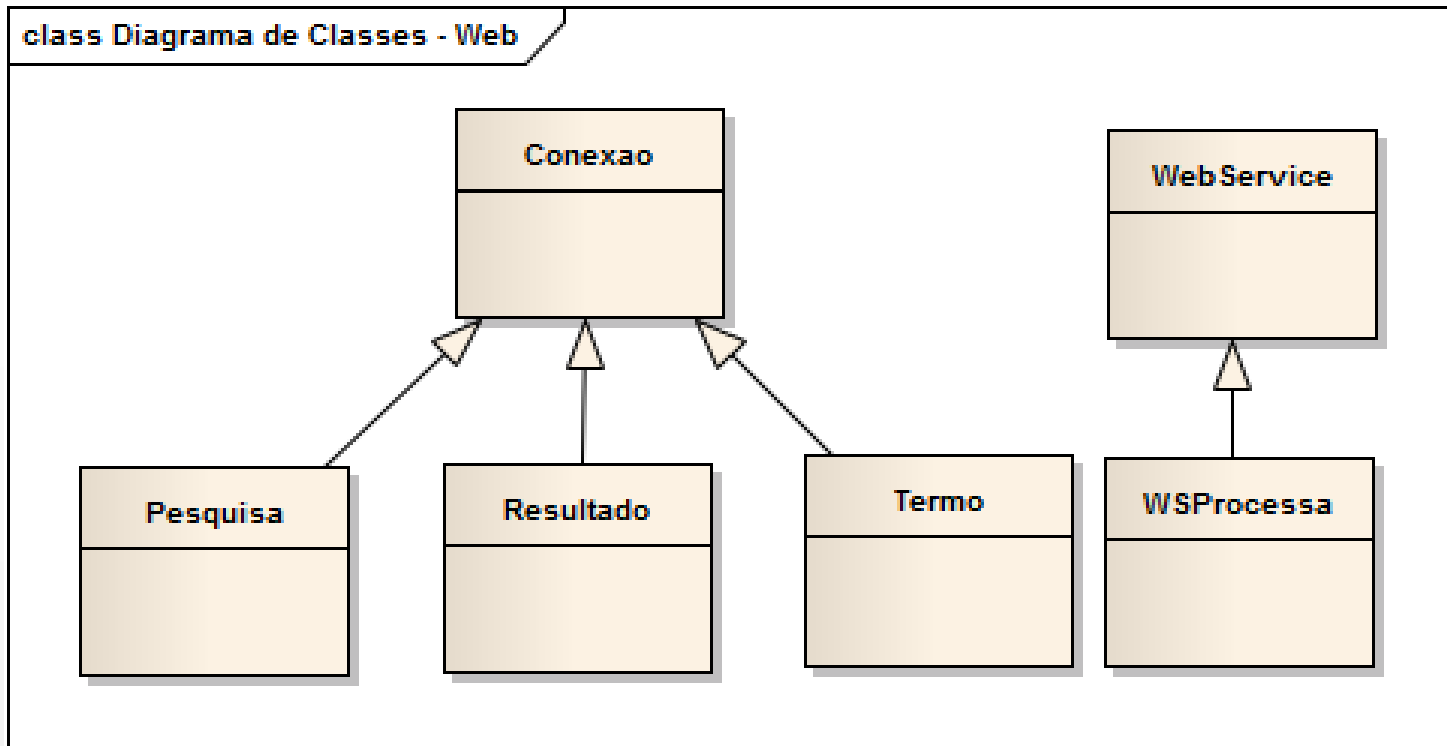 class Diagrama de Classes - Web
Conexao
WebService
Pesquisa
Resultado
Termo
WSProcessa